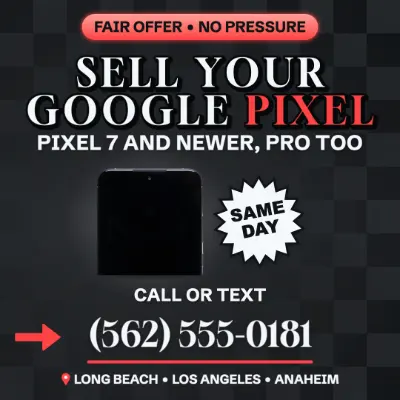 FAIR OFFER • NO PRESSURE
SELL YOUR
GOOGLE PIXEL
PIXEL 7 AND NEWER, PRO TOO
SAME
DAY
CALL OR TEXT
(562) 555-0181
LONG BEACH • LOS ANGELES • ANAHEIM